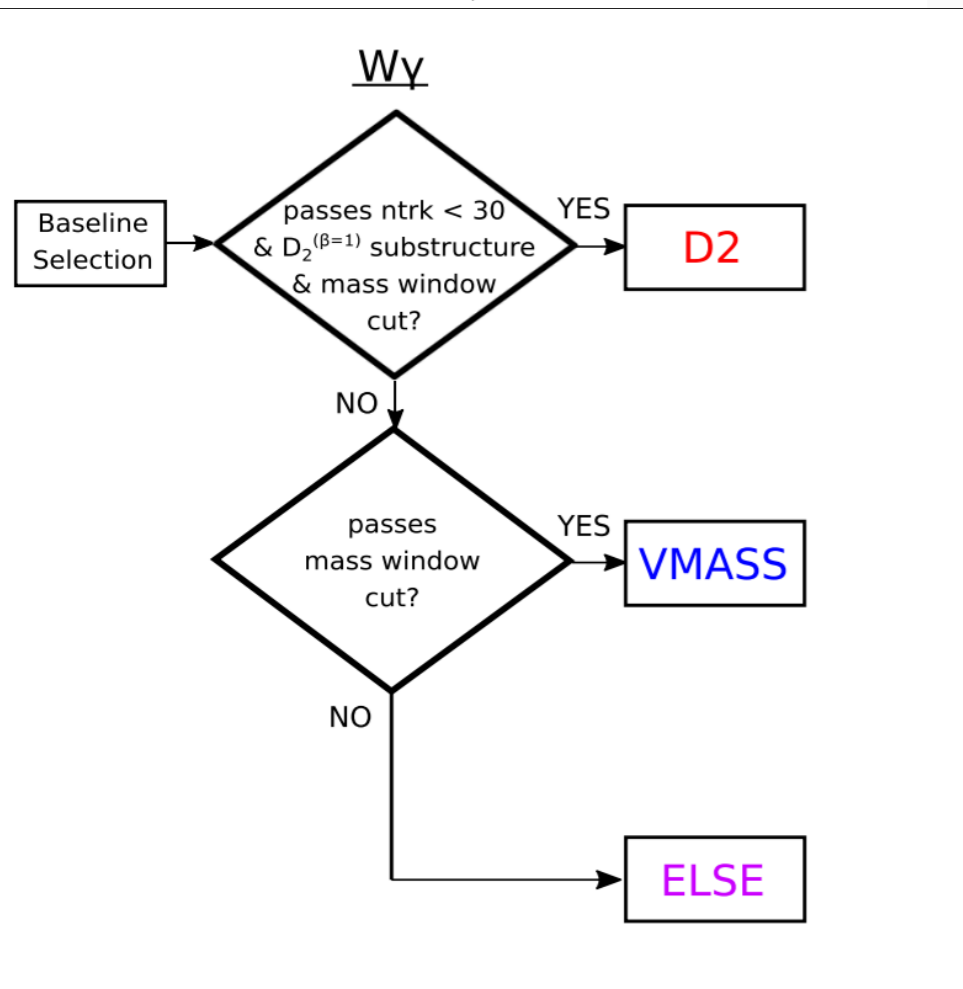 Wγ
Baseline
Selection
passes ntrk < 30
& D₂⁽ᵝ⁼¹⁾ substructure
& mass window
cut?
YES
D2
NO
passes
mass window
cut?
YES
VMASS
NO
ELSE